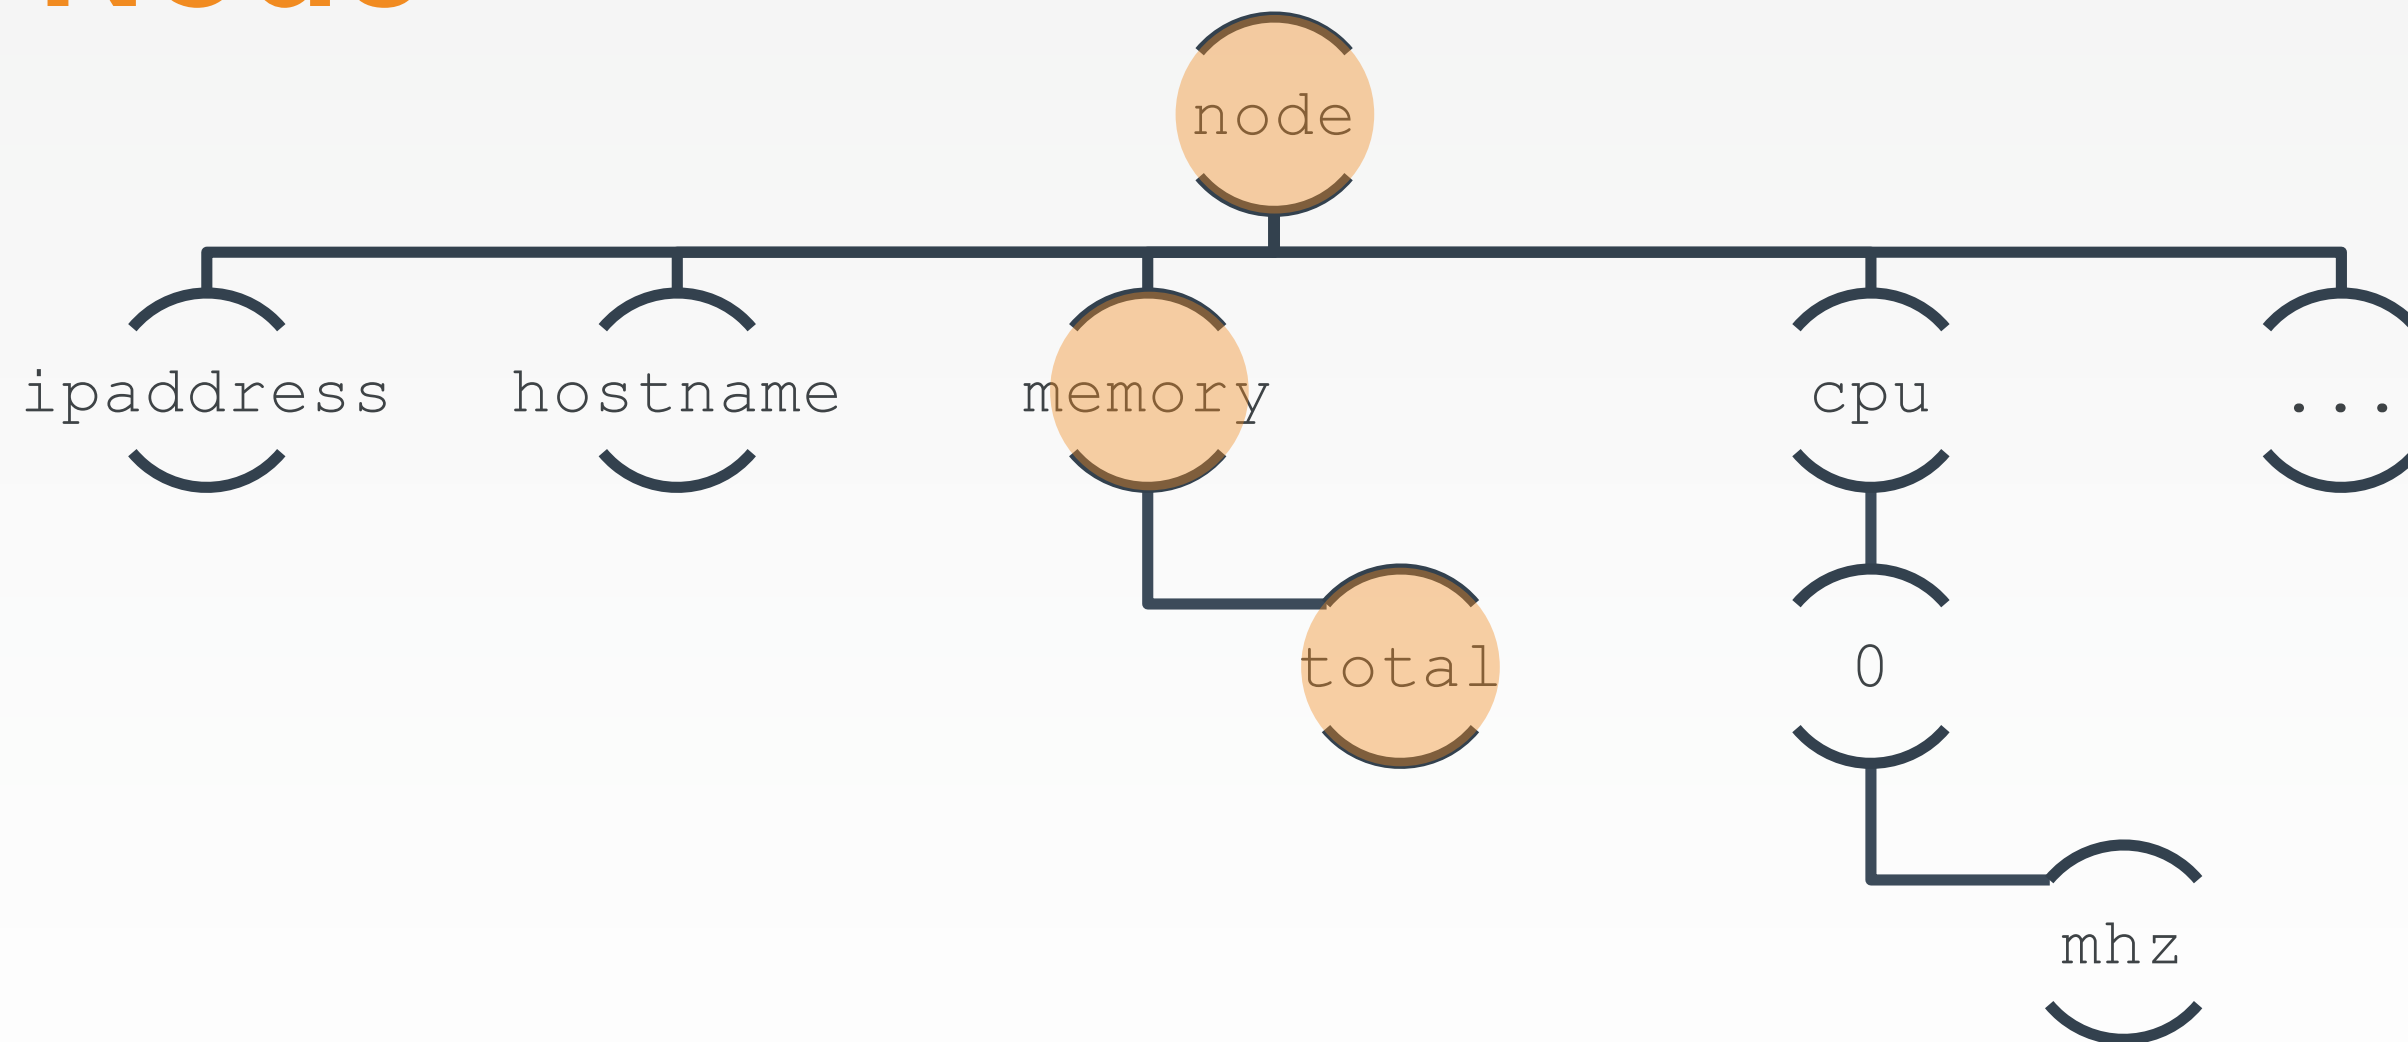 node
ipaddress hostname memory cpu ...
total 0
mhz